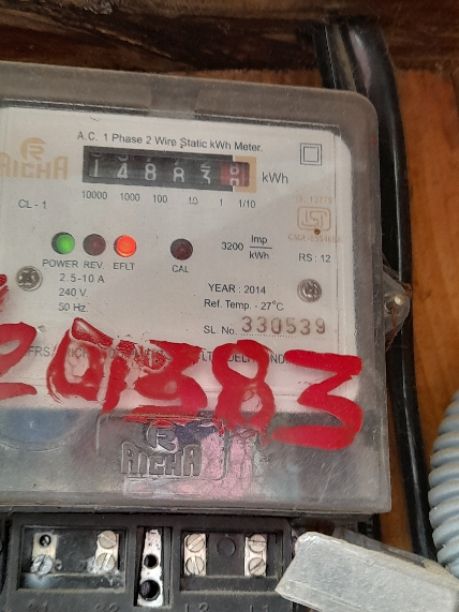 A.C. 1 Phase 2 Wire Static kWh Meter.
RICHA
14883 kWh
10000 1000 100 10 1 1/10
CL - 1
POWER REV. EFLT
CAL
3200 Imp/kWh
RS : 12
2.5-10 A
240 V.
50 Hz.
YEAR : 2014
Ref. Temp. - 27°C
SL No. 330539
01383
RICHA